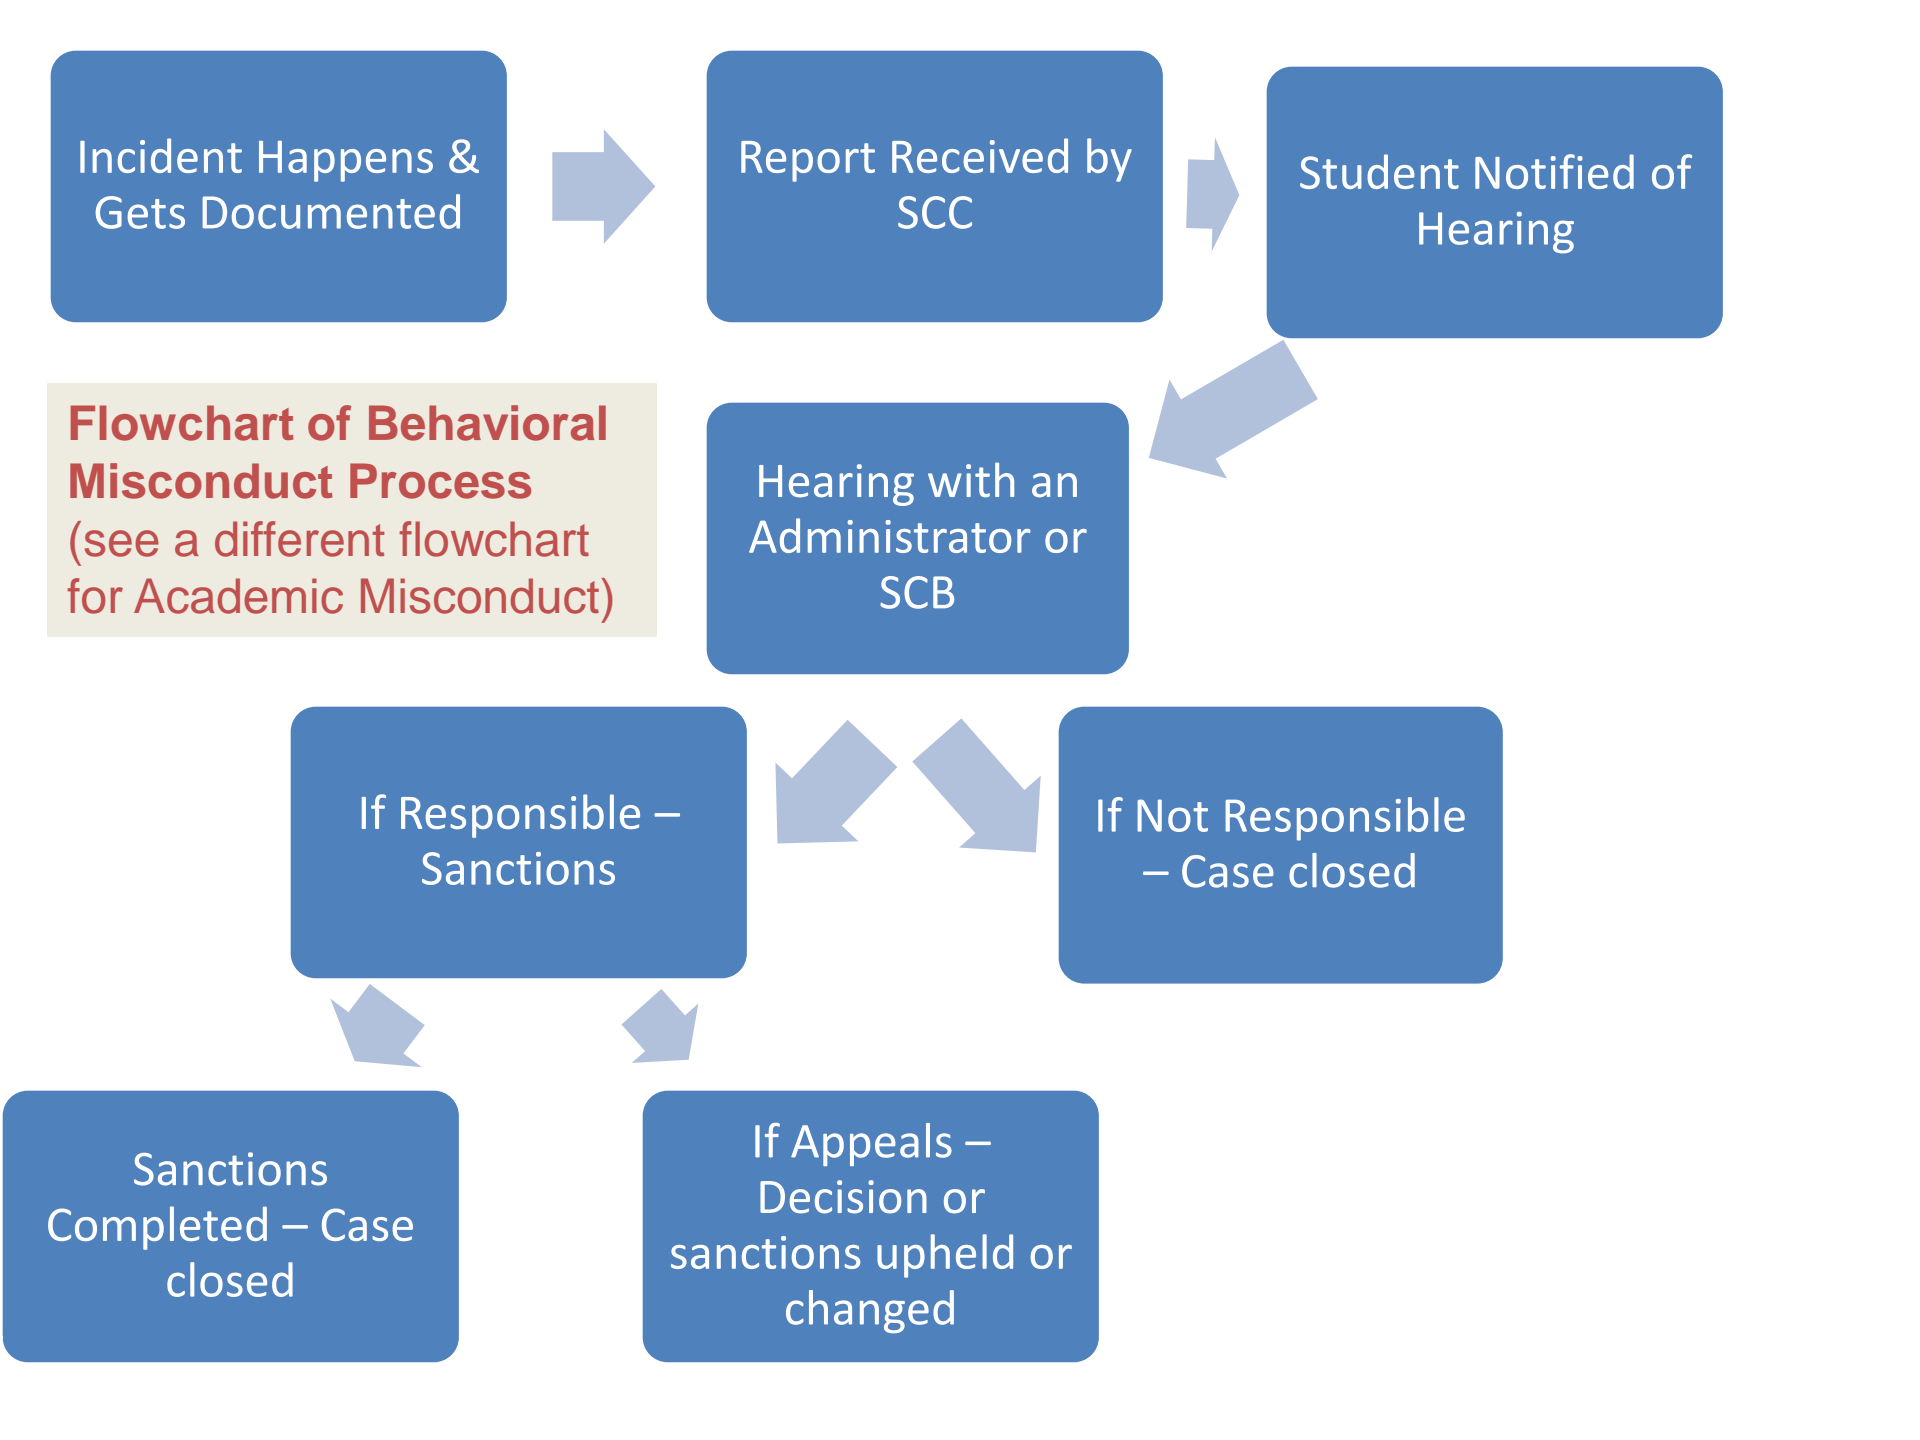 Incident Happens &
Gets Documented
Report Received by
SCC
Student Notified of
Hearing
Flowchart of Behavioral
Misconduct Process
(see a different flowchart
for Academic Misconduct)
Hearing with an
Administrator or
SCB
If Responsible –
Sanctions
If Not Responsible
– Case closed
Sanctions
Completed – Case
closed
If Appeals –
Decision or
sanctions upheld or
changed